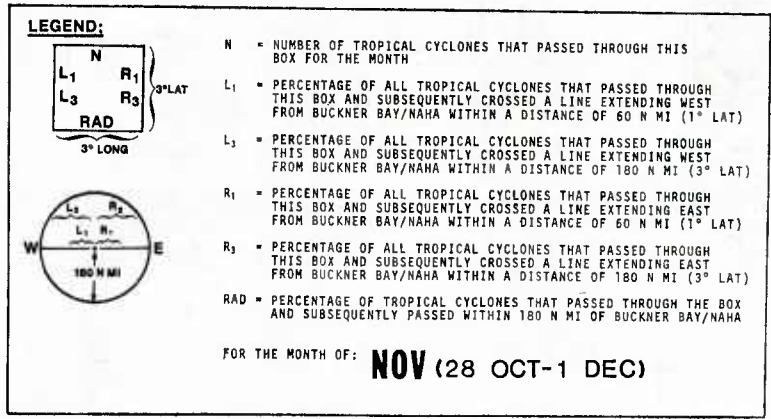 LEGEND:
N
L1 R1
L3 R3
RAD
3°LAT
3° LONG
N = NUMBER OF TROPICAL CYCLONES THAT PASSED THROUGH THIS
BOX FOR THE MONTH
L1 = PERCENTAGE OF ALL TROPICAL CYCLONES THAT PASSED THROUGH
THIS BOX AND SUBSEQUENTLY CROSSED A LINE EXTENDING WEST
FROM BUCKNER BAY/NAHA WITHIN A DISTANCE OF 60 N MI (1° LAT)
L3 = PERCENTAGE OF ALL TROPICAL CYCLONES THAT PASSED THROUGH
THIS BOX AND SUBSEQUENTLY CROSSED A LINE EXTENDING WEST
FROM BUCKNER BAY/NAHA WITHIN A DISTANCE OF 180 N MI (3° LAT)
R1 = PERCENTAGE OF ALL TROPICAL CYCLONES THAT PASSED THROUGH
THIS BOX AND SUBSEQUENTLY CROSSED A LINE EXTENDING EAST
FROM BUCKNER BAY/NAHA WITHIN A DISTANCE OF 60 N MI (1° LAT)
R3 = PERCENTAGE OF ALL TROPICAL CYCLONES THAT PASSED THROUGH
THIS BOX AND SUBSEQUENTLY CROSSED A LINE EXTENDING EAST
FROM BUCKNER BAY/NAHA WITHIN A DISTANCE OF 180 N MI (3° LAT)
RAD = PERCENTAGE OF TROPICAL CYCLONES THAT PASSED THROUGH THE BOX
AND SUBSEQUENTLY PASSED WITHIN 180 N MI OF BUCKNER BAY/NAHA
L3 R3
L1 R1
W E
180 N MI
FOR THE MONTH OF: NOV (28 OCT-1 DEC)